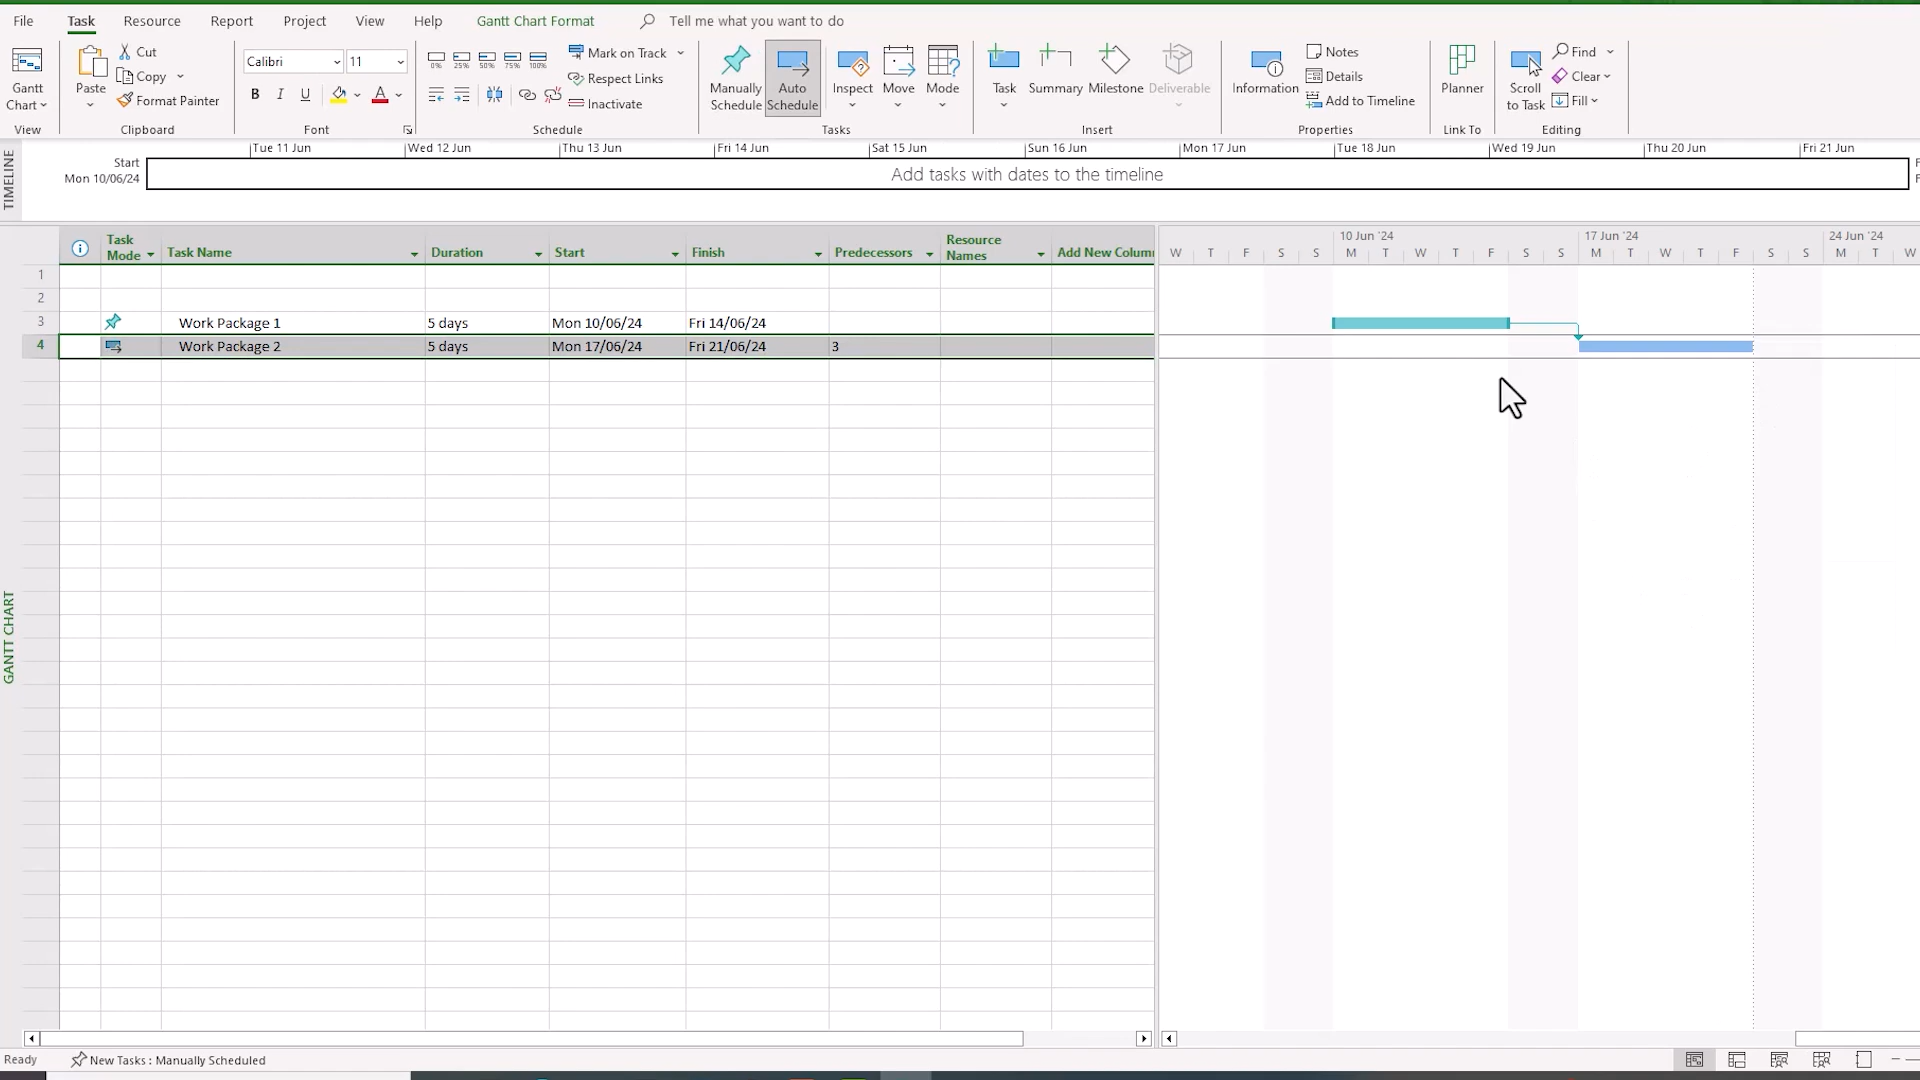 File Task Resource Report Project View Help Gantt Chart Format Tell me what you want to do
Gantt Chart
View
Paste
Cut
Copy
Format Painter
Clipboard
Calibri 11
B I U A
Font
0% 25% 50% 75% 100%
Mark on Track
Respect Links
Inactivate
Schedule
Manually Schedule
Auto Schedule
Inspect
Move
Mode
Tasks
Task
Summary
Milestone
Deliverable
Insert
Information
Notes
Details
Add to Timeline
Properties
Planner
Link To
Scroll to Task
Find
Clear
Fill
Editing
TIMELINE
Tue 11 Jun Wed 12 Jun Thu 13 Jun Fri 14 Jun Sat 15 Jun Sun 16 Jun Mon 17 Jun Tue 18 Jun Wed 19 Jun Thu 20 Jun Fri 21 Jun
Start
Mon 10/06/24
Add tasks with dates to the timeline
F
F
Task Mode Task Name Duration Start Finish Predecessors Resource Names Add New Colum
10 Jun '24 17 Jun '24 24 Jun '24
W T F S S M T W T F S S M T W T F S S M T W
1
2
3 Work Package 1 5 days Mon 10/06/24 Fri 14/06/24
4 Work Package 2 5 days Mon 17/06/24 Fri 21/06/24 3
GANTT CHART
Ready New Tasks : Manually Scheduled